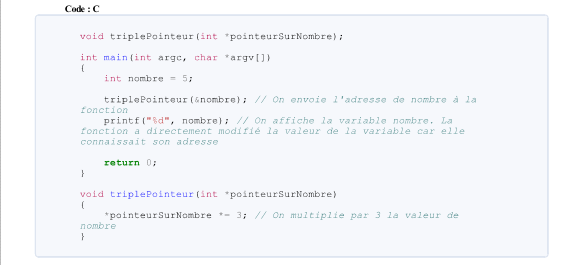 Code : C
void triplePointeur(int *pointeurSurNombre);
int main(int argc, char *argv[])
{
int nombre = 5;
triplePointeur(&nombre); // On envoie l'adresse de nombre à la
fonction
printf("%d", nombre); // On affiche la variable nombre. La
fonction a directement modifié la valeur de la variable car elle
connaissait son adresse
return 0;
}
void triplePointeur(int *pointeurSurNombre)
{
*pointeurSurNombre *= 3; // On multiplie par 3 la valeur de
nombre
}